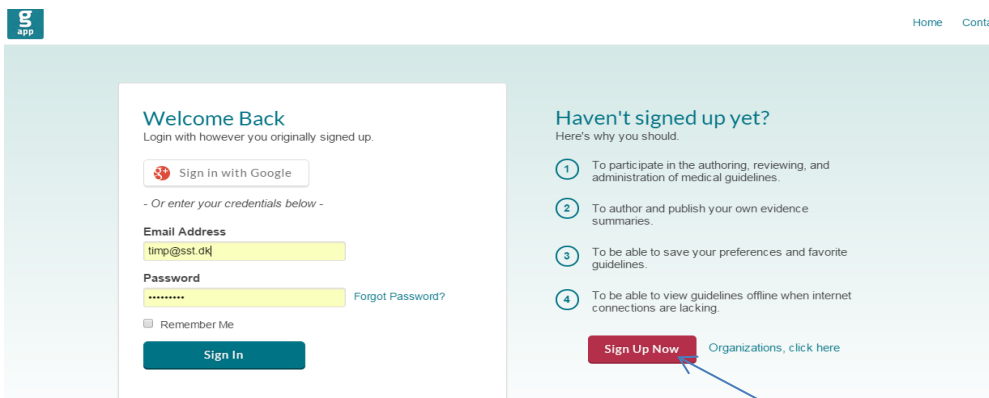 g
app
Home Conta
Welcome Back
Login with however you originally signed up.
g+ Sign in with Google
- Or enter your credentials below -
Email Address
timp@sst.dk
Password
•••••••••
Forgot Password?
Remember Me
Sign In
Haven't signed up yet?
Here's why you should.
1 To participate in the authoring, reviewing, and
administration of medical guidelines.
2 To author and publish your own evidence
summaries.
3 To be able to save your preferences and favorite
guidelines.
4 To be able to view guidelines offline when internet
connections are lacking.
Sign Up Now Organizations, click here